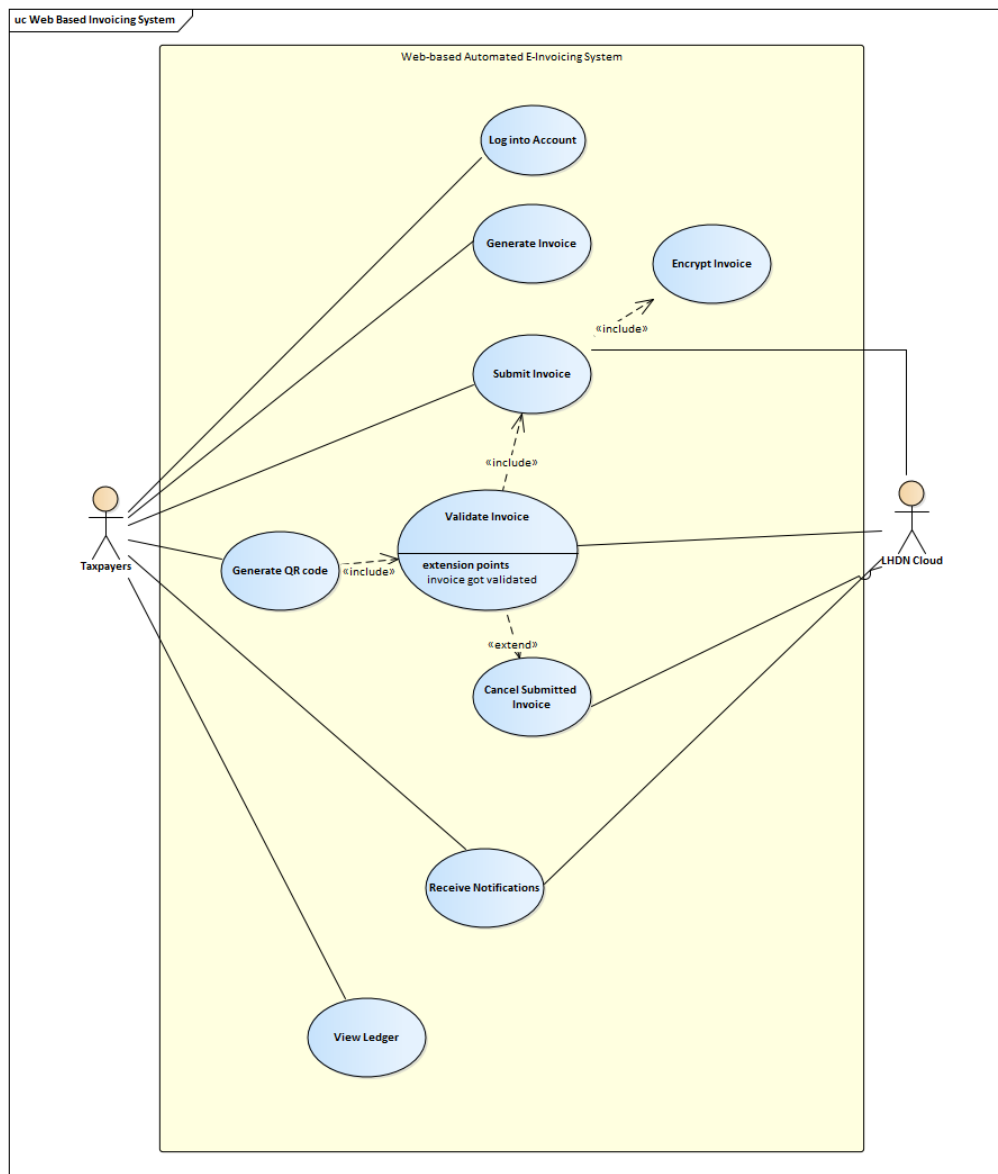 uc Web Based Invoicing System
Web-based Automated E-Invoicing System
Log into Account
Generate Invoice
Encrypt Invoice
«include»
Submit Invoice
«include»
Validate Invoice
extension points
invoice got validated
Taxpayers
LHDN Cloud
Generate QR code
«include»
«extend»
Cancel Submitted
Invoice
Receive Notifications
View Ledger